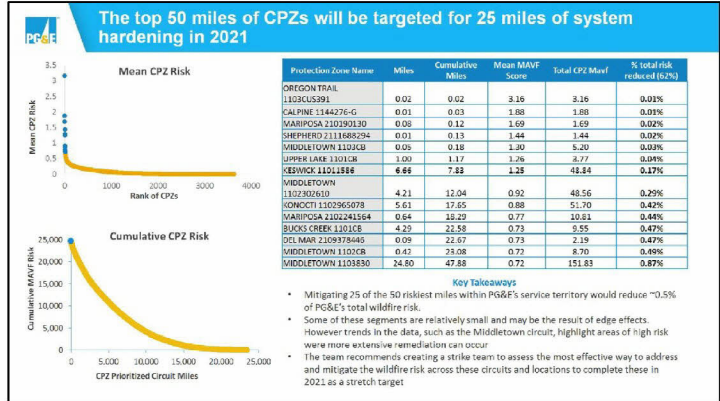 PG&E
The top 50 miles of CPZs will be targeted for 25 miles of system
hardening in 2021
Mean CPZ Risk
Mean CPZ Risk
3.5
3
2.5
2
1.5
1
0.5
0
0 1000 2000 3000 4000
Rank of CPZs
Cumulative CPZ Risk
Cumulative MAVF Risk
25,000
20,000
15,000
10,000
5,000
0
0 5,000 10,000 15,000 20,000 25,000
CPZ Prioritized Circuit Miles
Protection Zone Name Miles Cumulative Miles Mean MAVF Score Total CPZ Mavf % total risk reduced (62%)
OREGON TRAIL 1103CUS391 0.02 0.02 3.16 3.16 0.01%
CALPINE 1144276-G 0.01 0.03 1.88 1.88 0.01%
MARIPOSA 210190130 0.08 0.12 1.69 1.69 0.02%
SHEPHERD 2111688294 0.01 0.13 1.44 1.44 0.02%
MIDDLETOWN 1103CB 0.05 0.18 1.30 5.20 0.03%
UPPER LAKE 1101CB 1.00 1.17 1.26 3.77 0.04%
KESWICK 11011586 6.66 7.83 1.25 48.84 0.17%
MIDDLETOWN 1102302610 4.21 12.04 0.92 48.56 0.29%
KONOCTI 1102965078 5.61 17.65 0.88 51.70 0.42%
MARIPOSA 2102241564 0.64 18.29 0.77 10.81 0.44%
BUCKS CREEK 1101CB 4.29 22.58 0.73 9.55 0.47%
DEL MAR 2109378446 0.09 22.67 0.73 2.19 0.47%
MIDDLETOWN 1102CB 0.42 23.08 0.72 8.70 0.49%
MIDDLETOWN 1103830 24.80 47.88 0.72 151.83 0.87%
Key Takeaways
• Mitigating 25 of the 50 riskiest miles within PG&E's service territory would reduce ~0.5%
of PG&E's total wildfire risk.
• Some of these segments are relatively small and may be the result of edge effects.
However trends in the data, such as the Middletown circuit, highlight areas of high risk
were more extensive remediation can occur
• The team recommends creating a strike team to assess the most effective way to address
and mitigate the wildfire risk across these circuits and locations to complete these in
2021 as a stretch target